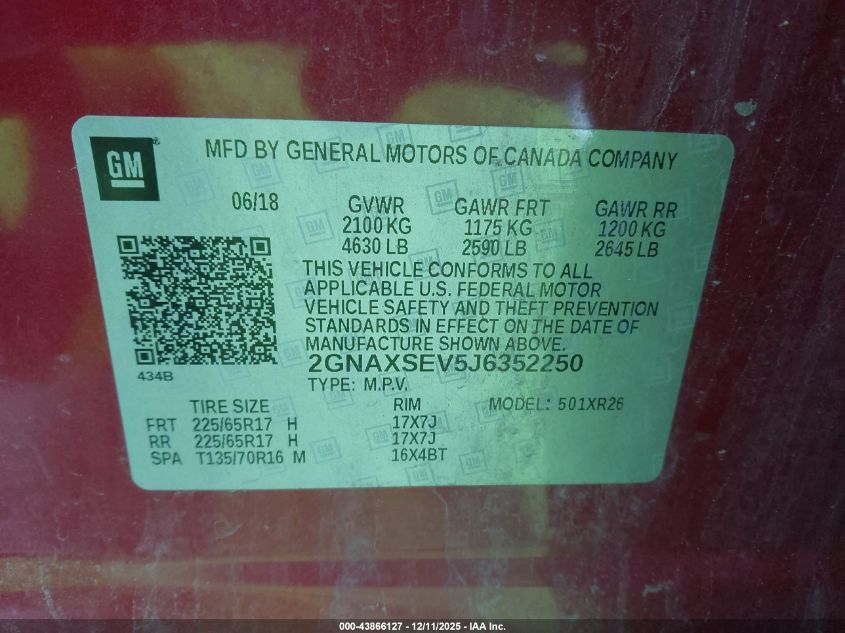 GM
MFD BY GENERAL MOTORS OF CANADA COMPANY
06/18 GVWR GAWR FRT GAWR RR
2100 KG 1175 KG 1200 KG
4630 LB 2590 LB 2645 LB
THIS VEHICLE CONFORMS TO ALL
APPLICABLE U.S. FEDERAL MOTOR
VEHICLE SAFETY AND THEFT PREVENTION
STANDARDS IN EFFECT ON THE DATE OF
MANUFACTURE SHOWN ABOVE.
434B
2GNAXSEV5J6352250
TYPE: M.P.V.
TIRE SIZE RIM MODEL: 501XR26
FRT 225/65R17 H 17X7J
RR 225/65R17 H 17X7J
SPA T135/70R16 M 16X4BT
000-43866127 - 12/11/2025 - IAA Inc.